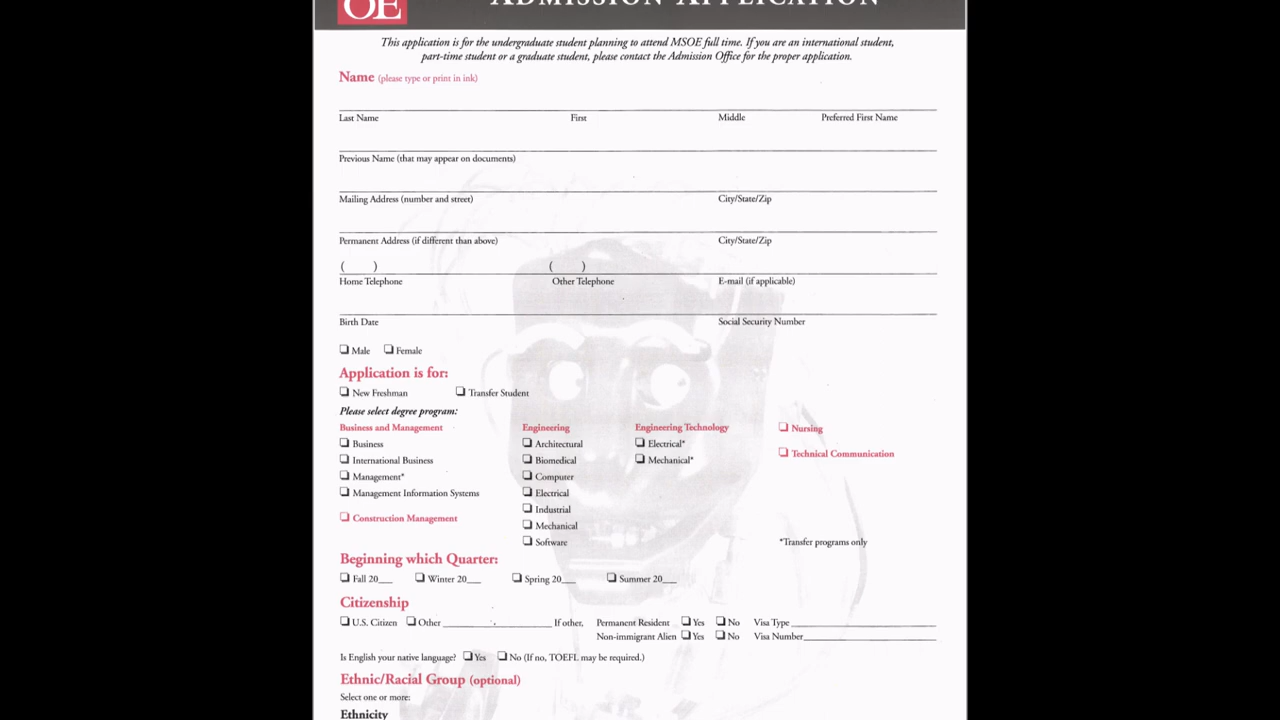 OE
ADMISSION APPLICATION
This application is for the undergraduate student planning to attend MSOE full time. If you are an international student,
part-time student or a graduate student, please contact the Admission Office for the proper application.
Name (please type or print in ink)
Last Name First Middle Preferred First Name
Previous Name (that may appear on documents)
Mailing Address (number and street) City/State/Zip
Permanent Address (if different than above) City/State/Zip
( ) ( )
Home Telephone Other Telephone E-mail (if applicable)
Birth Date Social Security Number
❏ Male ❏ Female
Application is for:
❏ New Freshman ❏ Transfer Student
Please select degree program:
Business and Management Engineering Engineering Technology ❏ Nursing
❏ Business ❏ Architectural ❏ Electrical*
❏ Technical Communication
❏ International Business ❏ Biomedical ❏ Mechanical*
❏ Management* ❏ Computer
❏ Management Information Systems ❏ Electrical
❏ Industrial
❏ Construction Management
❏ Mechanical
❏ Software *Transfer programs only
Beginning which Quarter:
❏ Fall 20___ ❏ Winter 20___ ❏ Spring 20___ ❏ Summer 20___
Citizenship
❏ U.S. Citizen ❏ Other ____________________ If other, Permanent Resident ❏ Yes ❏ No Visa Type ____________________
Non-immigrant Alien ❏ Yes ❏ No Visa Number____________________
Is English your native language? ❏ Yes ❏ No (If no, TOEFL may be required.)
Ethnic/Racial Group (optional)
Select one or more:
Ethnicity